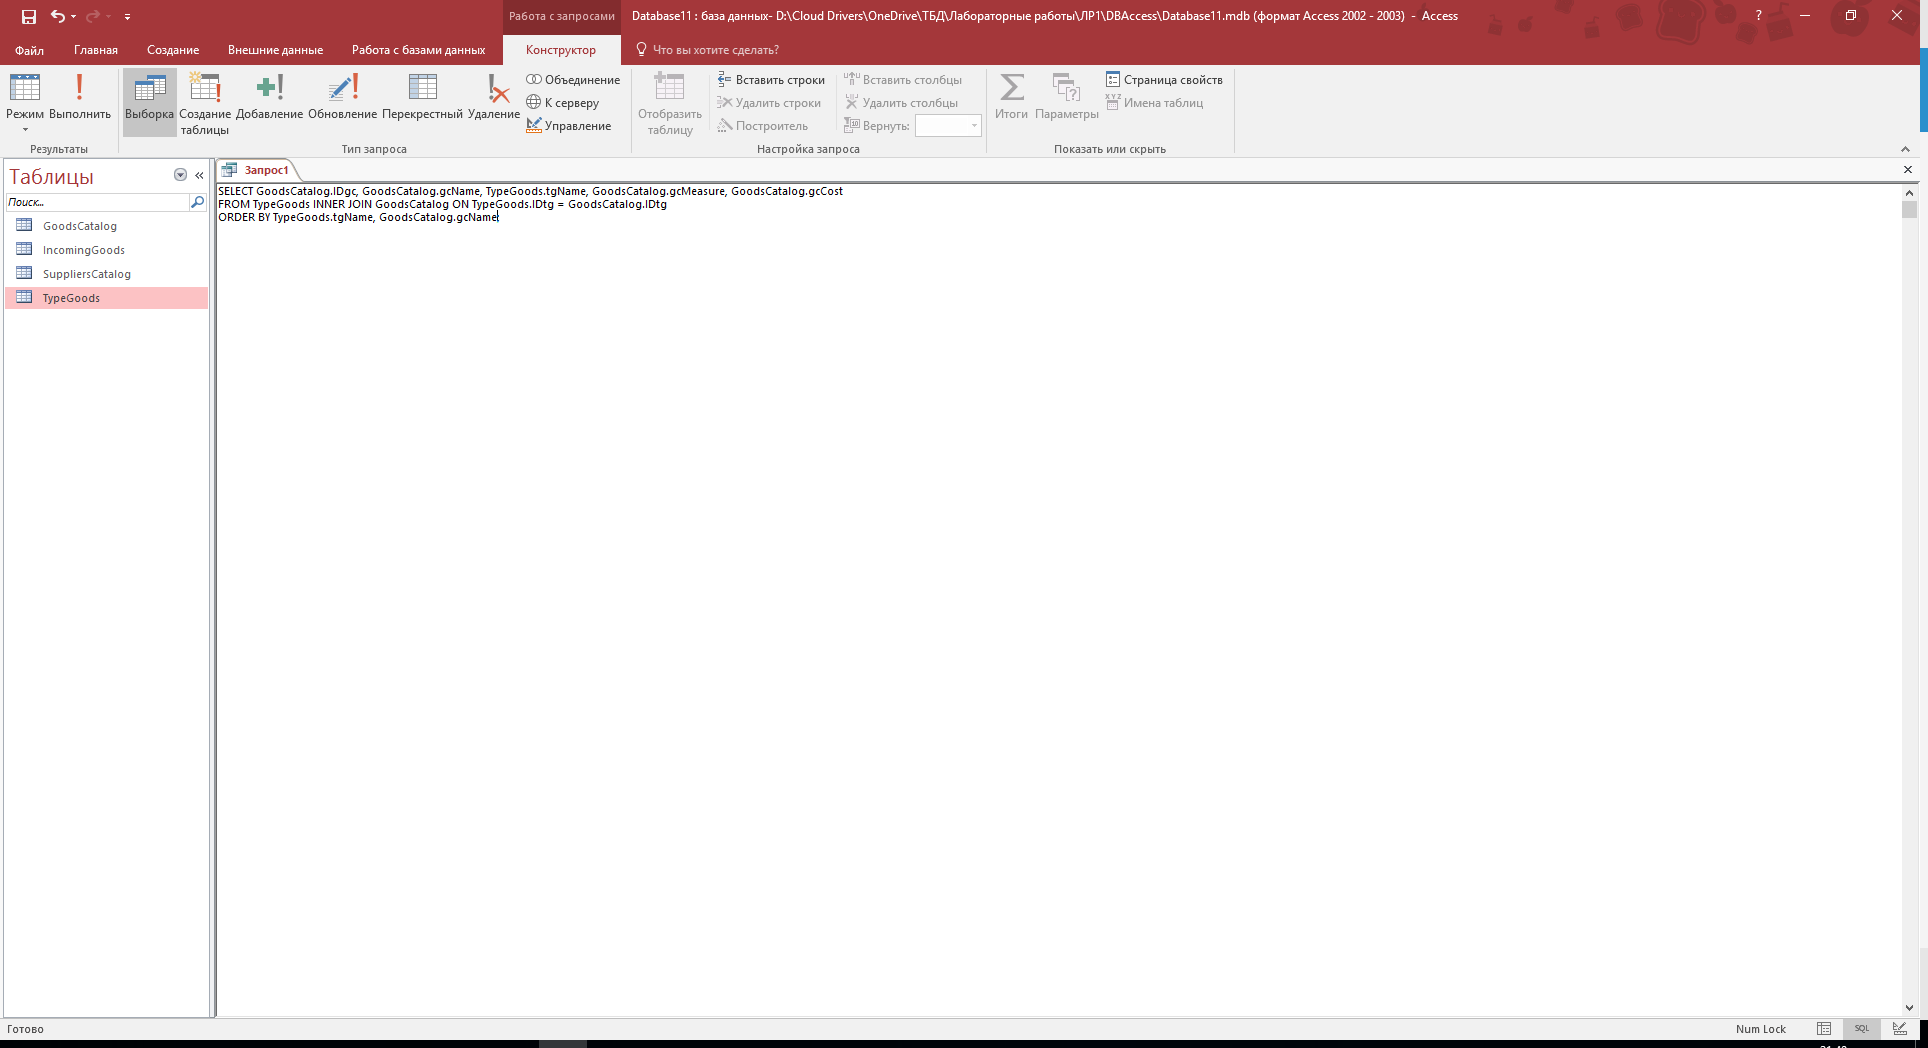 Работа с запросами
Database11 : база данных- D:\Cloud Drivers\OneDrive\ТБД\Лабораторные работы\ЛР1\DBAccess\Database11.mdb (формат Access 2002 - 2003) - Access
?
Файл Главная Создание Внешние данные Работа с базами данных Конструктор Что вы хотите сделать?
Режим Выполнить
Результаты
Выборка Создание таблицы Добавление Обновление Перекрестный Удаление
Объединение
К серверу
Управление
Тип запроса
Отобразить таблицу
Вставить строки
Удалить строки
Построитель
Вставить столбцы
Удалить столбцы
Вернуть:
Настройка запроса
Итоги Параметры
Страница свойств
Имена таблиц
Показать или скрыть
Таблицы
Поиск...
GoodsCatalog
IncomingGoods
SuppliersCatalog
TypeGoods
Запрос1
SELECT GoodsCatalog.IDgc, GoodsCatalog.gcName, TypeGoods.tgName, GoodsCatalog.gcMeasure, GoodsCatalog.gcCost
FROM TypeGoods INNER JOIN GoodsCatalog ON TypeGoods.IDtg = GoodsCatalog.IDtg
ORDER BY TypeGoods.tgName, GoodsCatalog.gcName
Готово
Num Lock
SQL